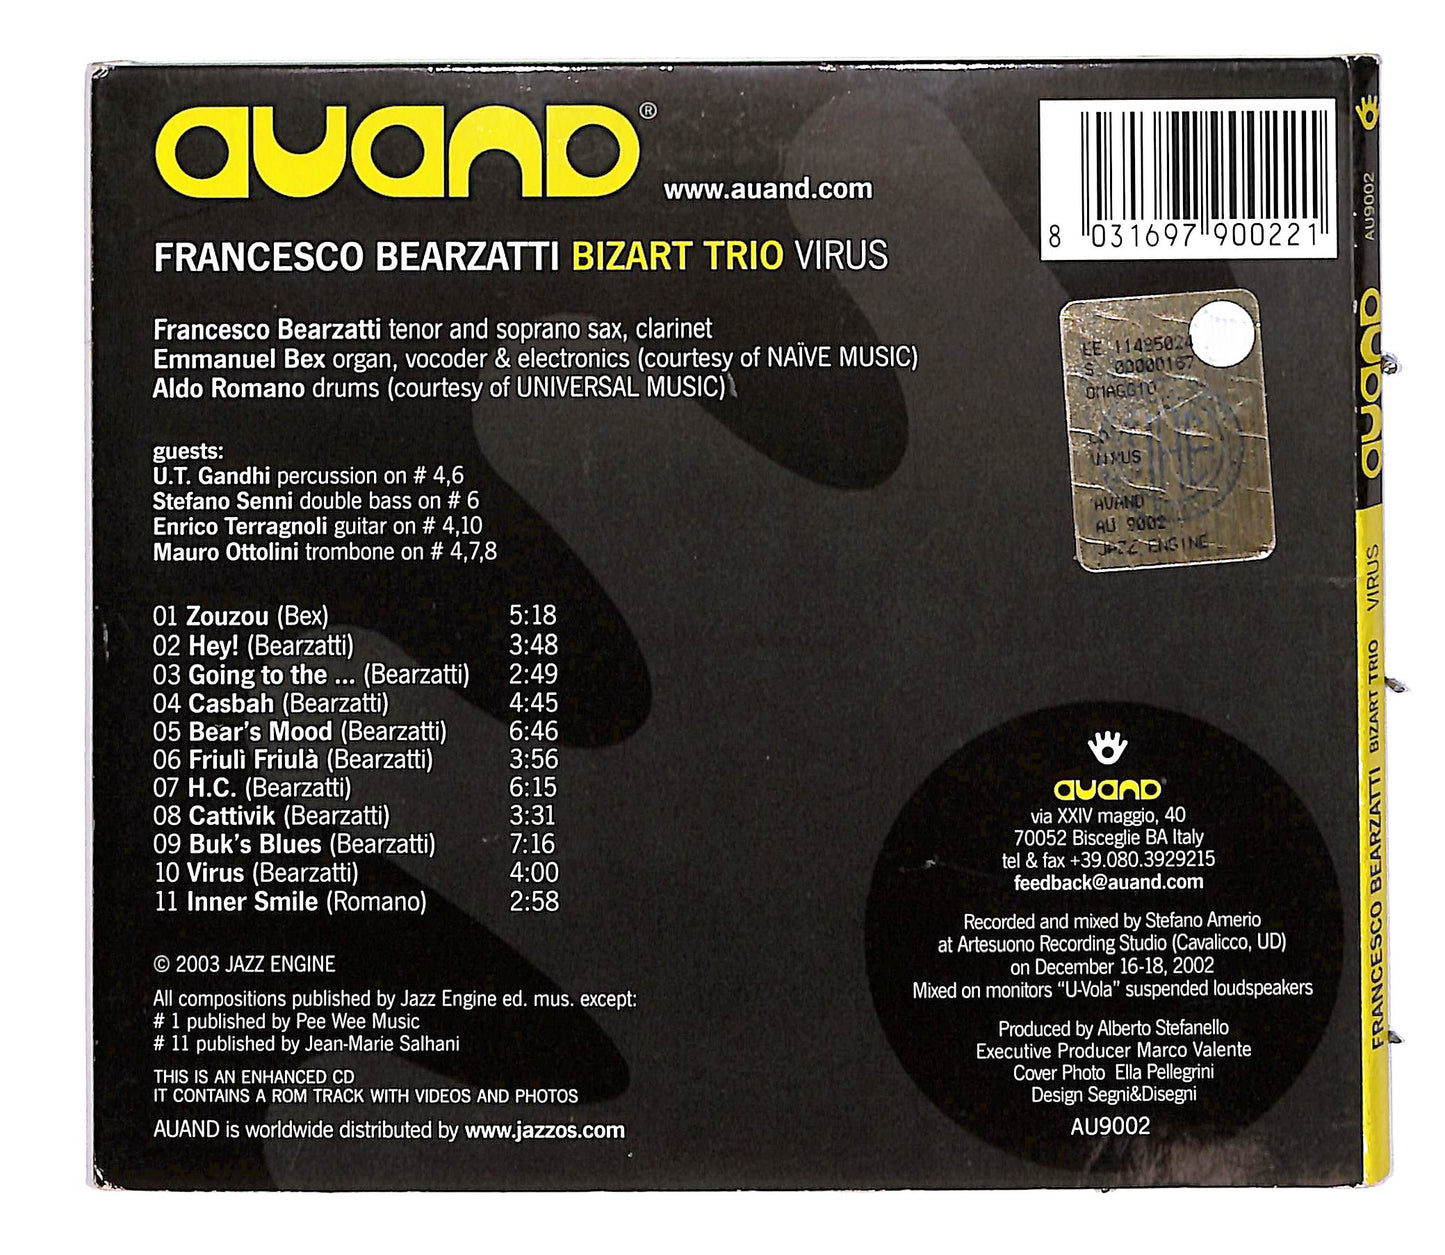 auand®
www.auand.com
FRANCESCO BEARZATTI BIZART TRIO VIRUS
Francesco Bearzatti tenor and soprano sax, clarinet
Emmanuel Bex organ, vocoder & electronics (courtesy of NAÏVE MUSIC)
Aldo Romano drums (courtesy of UNIVERSAL MUSIC)
guests:
U.T. Gandhi percussion on # 4,6
Stefano Senni double bass on # 6
Enrico Terragnoli guitar on # 4,10
Mauro Ottolini trombone on # 4,7,8
01 Zouzou (Bex) 5:18
02 Hey! (Bearzatti) 3:48
03 Going to the ... (Bearzatti) 2:49
04 Casbah (Bearzatti) 4:45
05 Bear's Mood (Bearzatti) 6:46
06 Friulì Friulà (Bearzatti) 3:56
07 H.C. (Bearzatti) 6:15
08 Cattivik (Bearzatti) 3:31
09 Buk's Blues (Bearzatti) 7:16
10 Virus (Bearzatti) 4:00
11 Inner Smile (Romano) 2:58
© 2003 JAZZ ENGINE
All compositions published by Jazz Engine ed. mus. except:
# 1 published by Pee Wee Music
# 11 published by Jean-Marie Salhani
THIS IS AN ENHANCED CD
IT CONTAINS A ROM TRACK WITH VIDEOS AND PHOTOS
AUAND is worldwide distributed by www.jazzos.com
8 031697 900221
OMAGGIO
VIRUS
AVAND
AU 9002
JAZZ ENGINE
auand®
via XXIV maggio, 40
70052 Bisceglie BA Italy
tel & fax +39.080.3929215
feedback@auand.com
Recorded and mixed by Stefano Amerio
at Artesuono Recording Studio (Cavalicco, UD)
on December 16-18, 2002
Mixed on monitors “U-Vola” suspended loudspeakers
Produced by Alberto Stefanello
Executive Producer Marco Valente
Cover Photo Ella Pellegrini
Design Segni&Disegni
AU9002
FRANCESCO BEARZATTI BIZART TRIO VIRUS auand AU9002